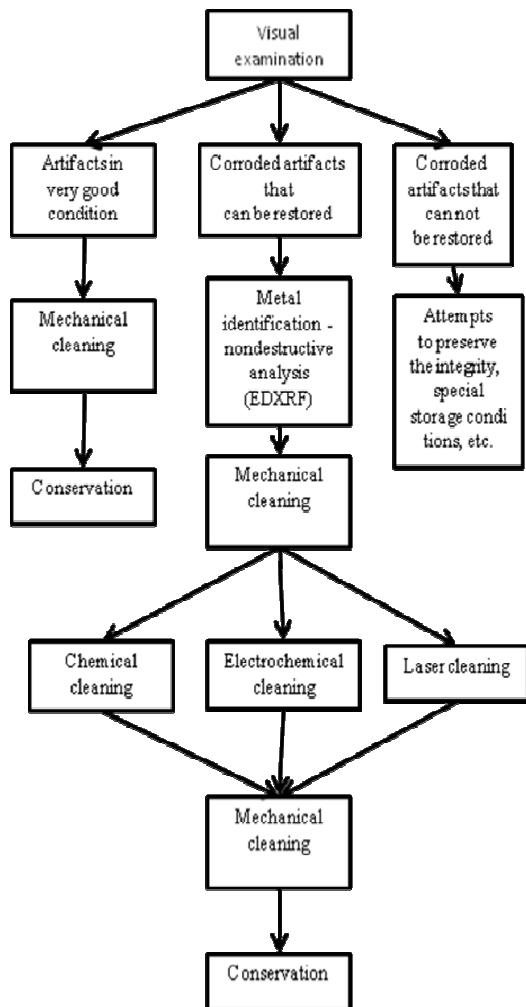 Visual
examination
Artifacts in
very good
condition
Corroded artifacts
that
can be restored
Corroded
artifacts that
can not
be restored
Mechanical
cleaning
Metal
identification -
nondestructive
analysis
(EDXRF)
Attempts
to preserve
the integrity,
special
storage condi
tions, etc.
Conservation
Mechanical
cleaning
Chemical
cleaning
Electrochemical
cleaning
Laser cleaning
Mechanical
cleaning
Conservation